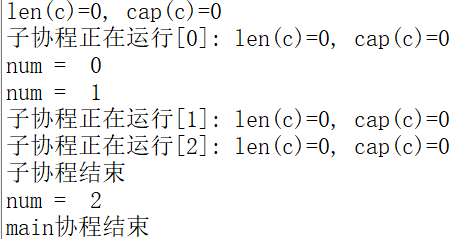 len(c)=0, cap(c)=0
子协程正在运行[0]: len(c)=0, cap(c)=0
num =  0
num =  1
子协程正在运行[1]: len(c)=0, cap(c)=0
子协程正在运行[2]: len(c)=0, cap(c)=0
子协程结束
num =  2
main协程结束